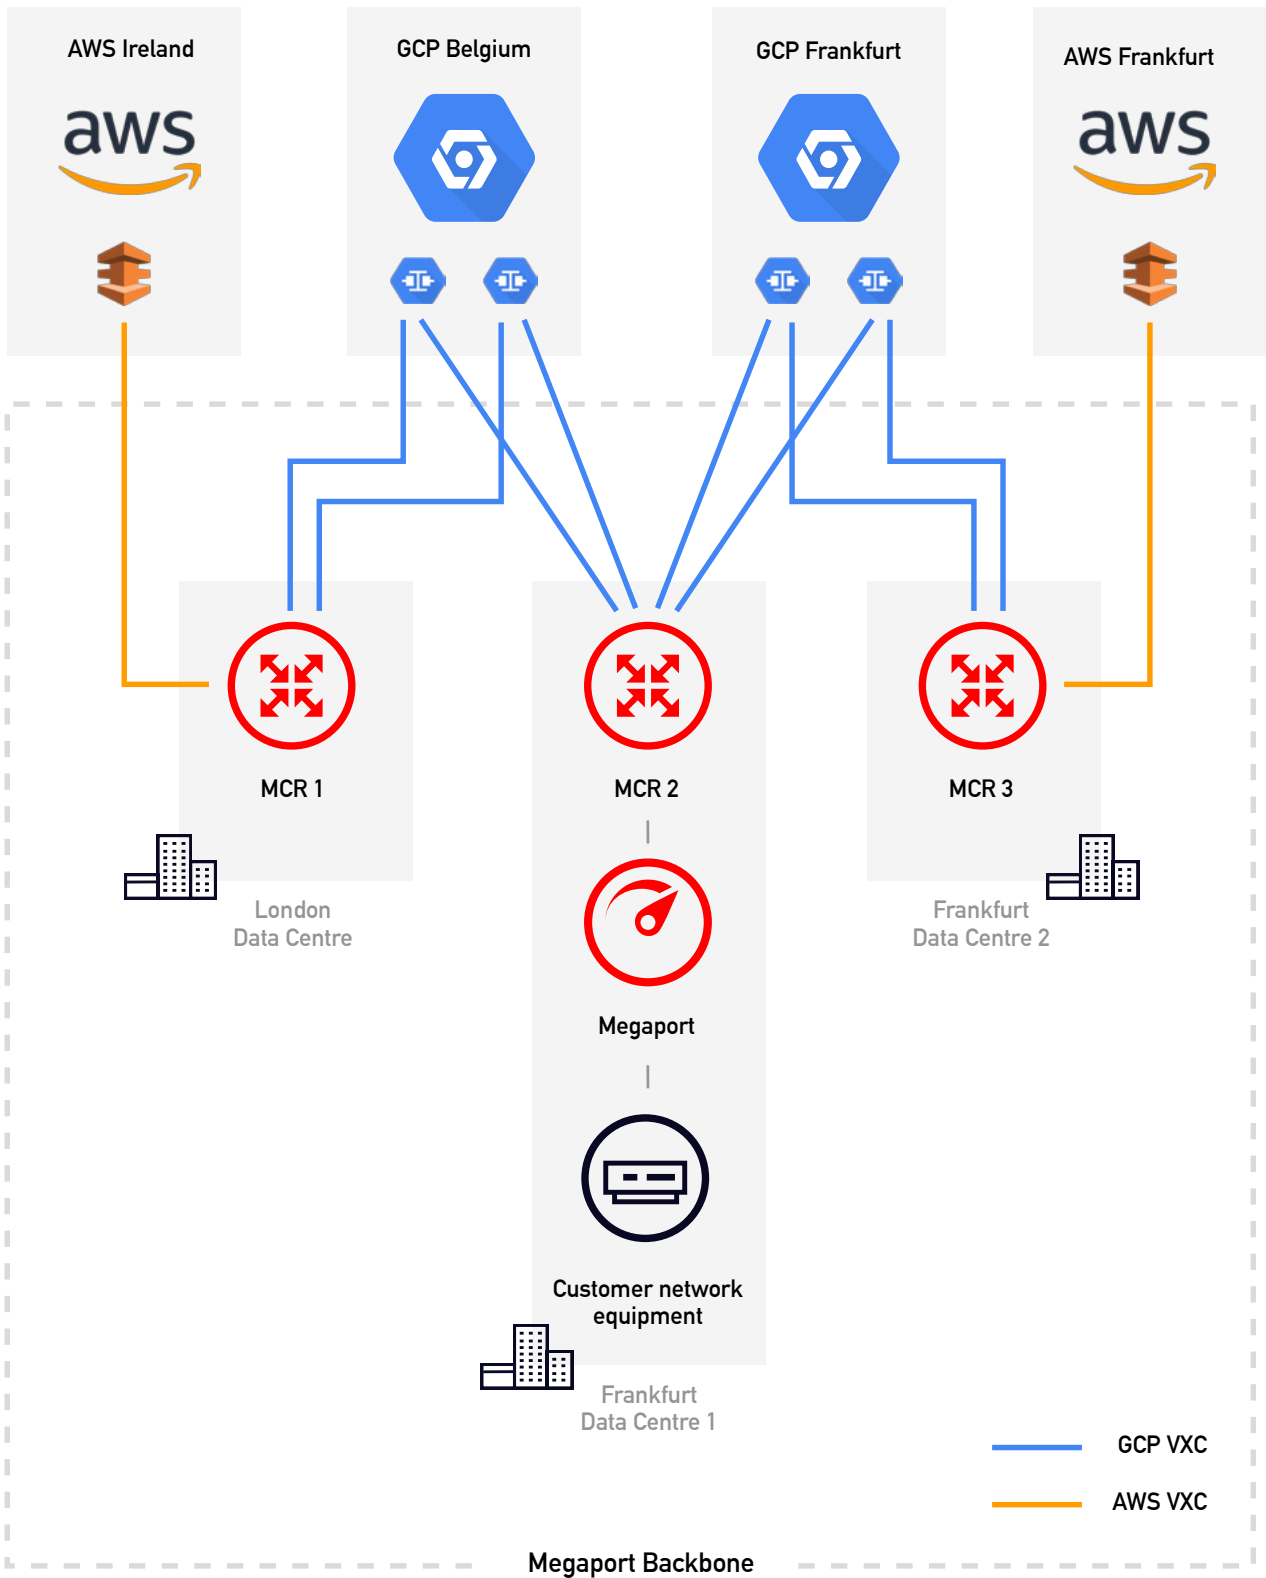 AWS Ireland
GCP Belgium
GCP Frankfurt
AWS Frankfurt
aws
aws
MCR 1
MCR 2
MCR 3
London
Data Centre
Frankfurt
Data Centre 2
Megaport
Customer network
equipment
Frankfurt
Data Centre 1
GCP VXC
AWS VXC
Megaport Backbone